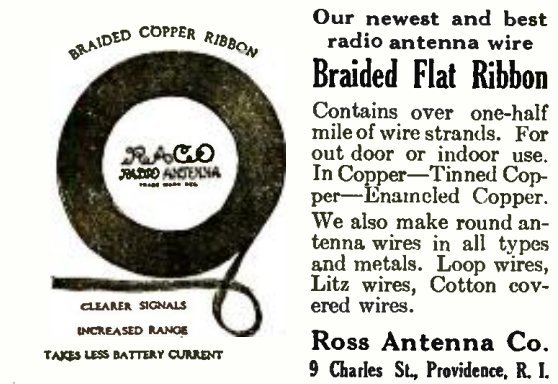 BRAIDED COPPER RIBBON
RACO
RADIO ANTENNA
TRADE MARK REG.
CLEARER SIGNALS
INCREASED RANGE
TAKES LESS BATTERY CURRENT
Our newest and best
radio antenna wire
Braided Flat Ribbon
Contains over one-half
mile of wire strands. For
out door or indoor use.
In Copper—Tinned Cop-
per—Enameled Copper.
We also make round an-
tenna wires in all types
and metals. Loop wires,
Litz wires, Cotton cov-
ered wires.
Ross Antenna Co.
9 Charles St., Providence, R. I.